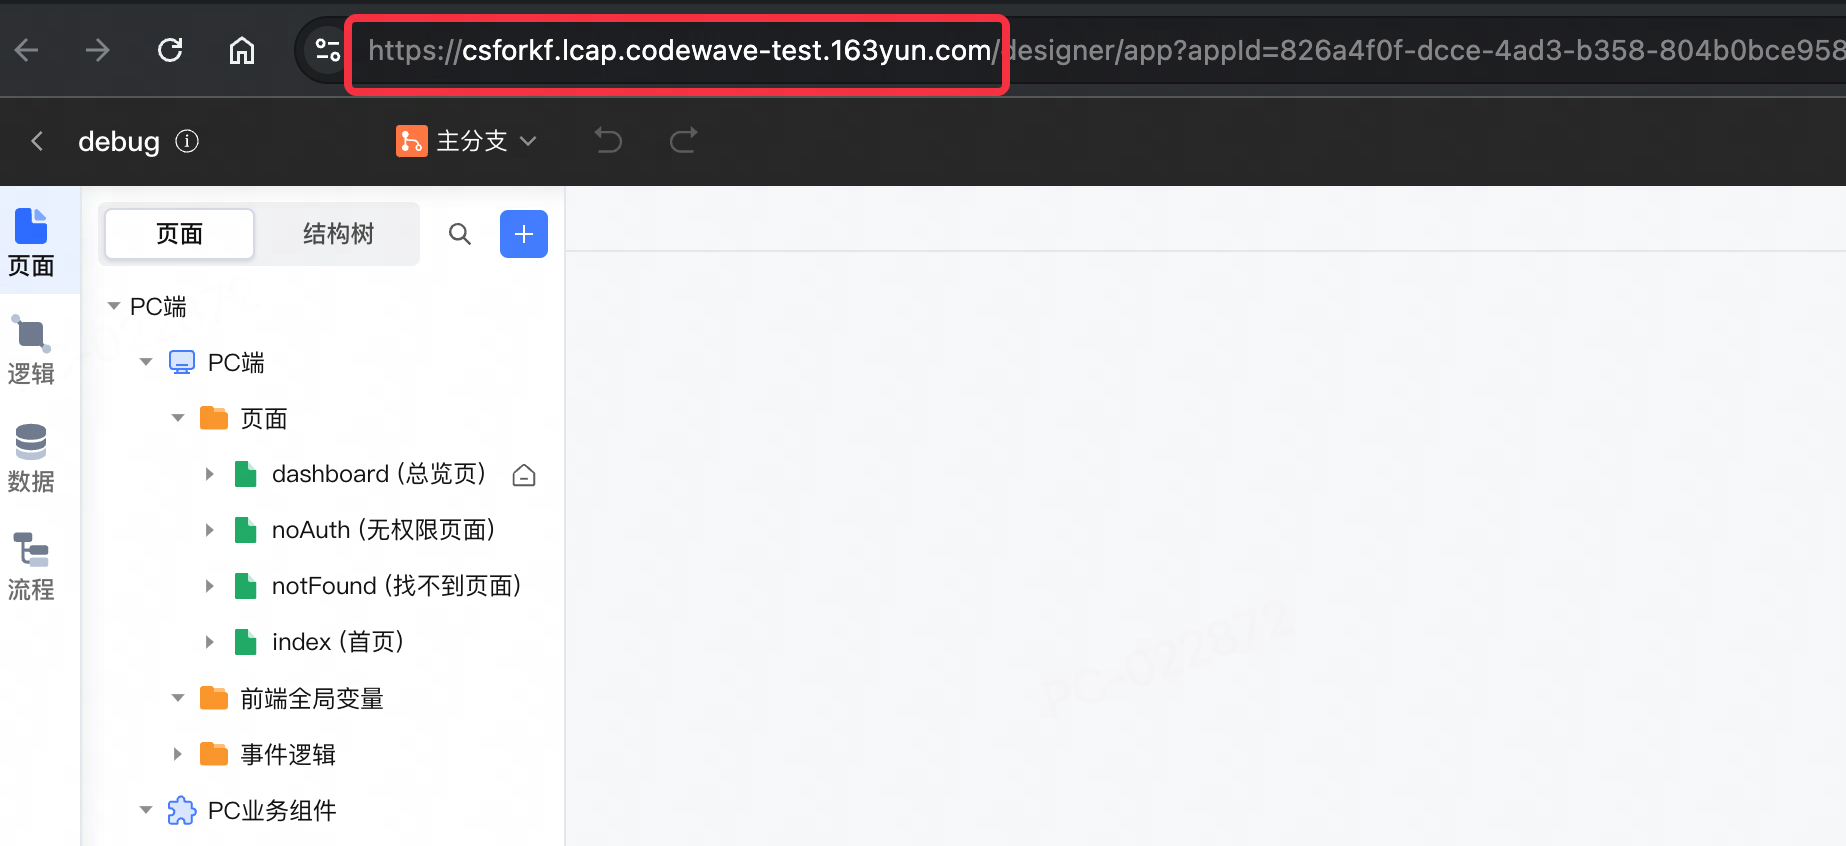 https://csforkf.lcap.codewave-test.163yun.com/designer/app?appId=826a4f0f-dcce-4ad3-b358-804b0bce958
debug
主分支
页面
逻辑
数据
流程
页面 结构树
PC端
PC端
页面
dashboard (总览页)
noAuth (无权限页面)
notFound (找不到页面)
index (首页)
前端全局变量
事件逻辑
PC业务组件
PC-022872